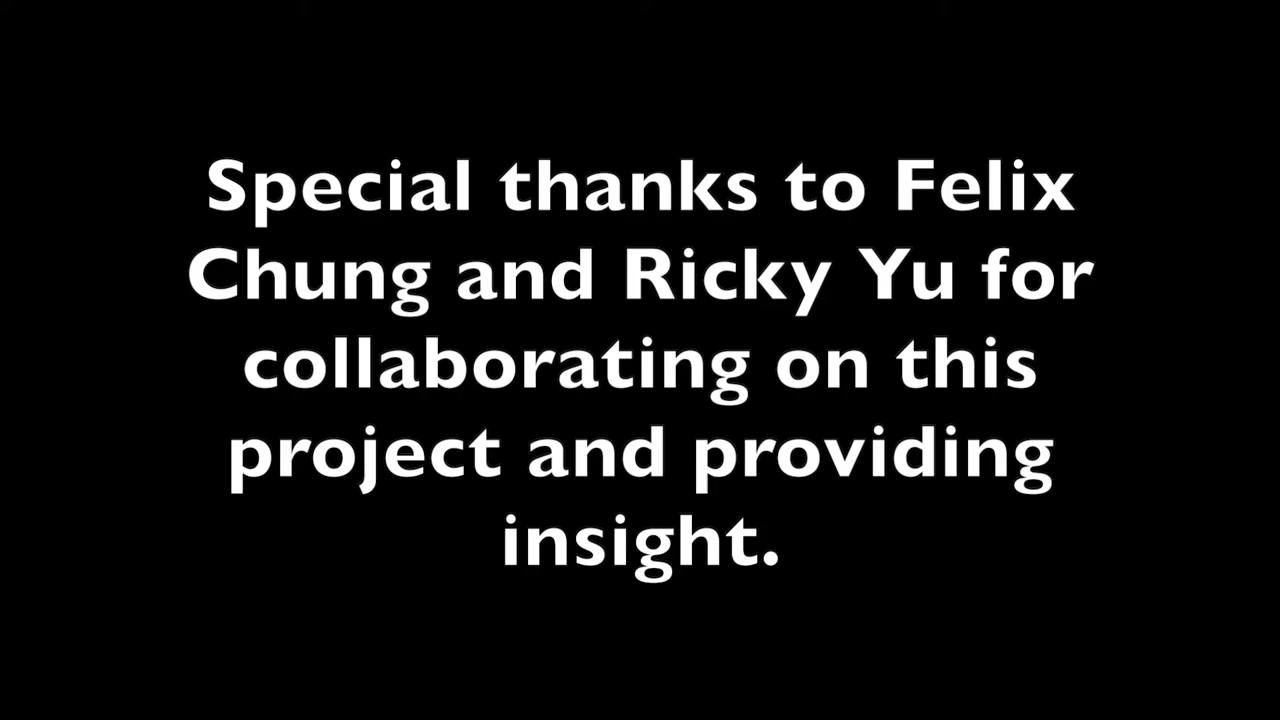 Special thanks to Felix
Chung and Ricky Yu for
collaborating on this
project and providing
insight.